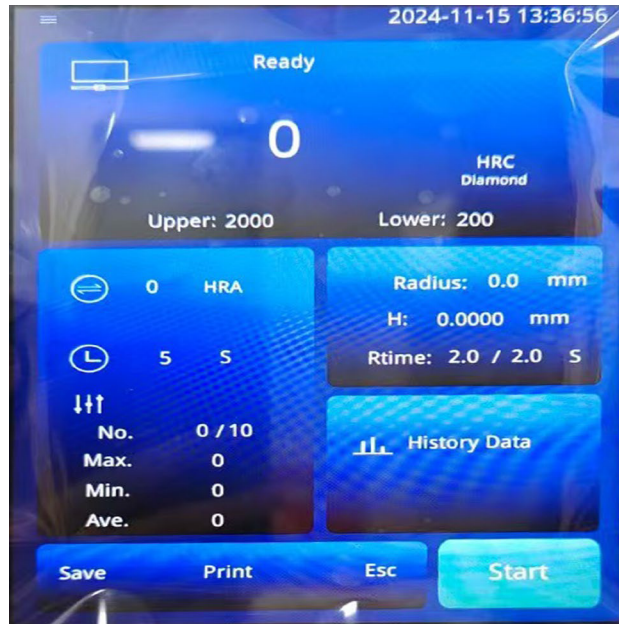 2024-11-15 13:36:56
Ready
0
HRC
Diamond
Upper: 2000 Lower: 200
0 HRA
5 S
No. 0 / 10
Max. 0
Min. 0
Ave. 0
Radius: 0.0 mm
H: 0.0000 mm
Rtime: 2.0 / 2.0 S
History Data
Save Print Esc Start